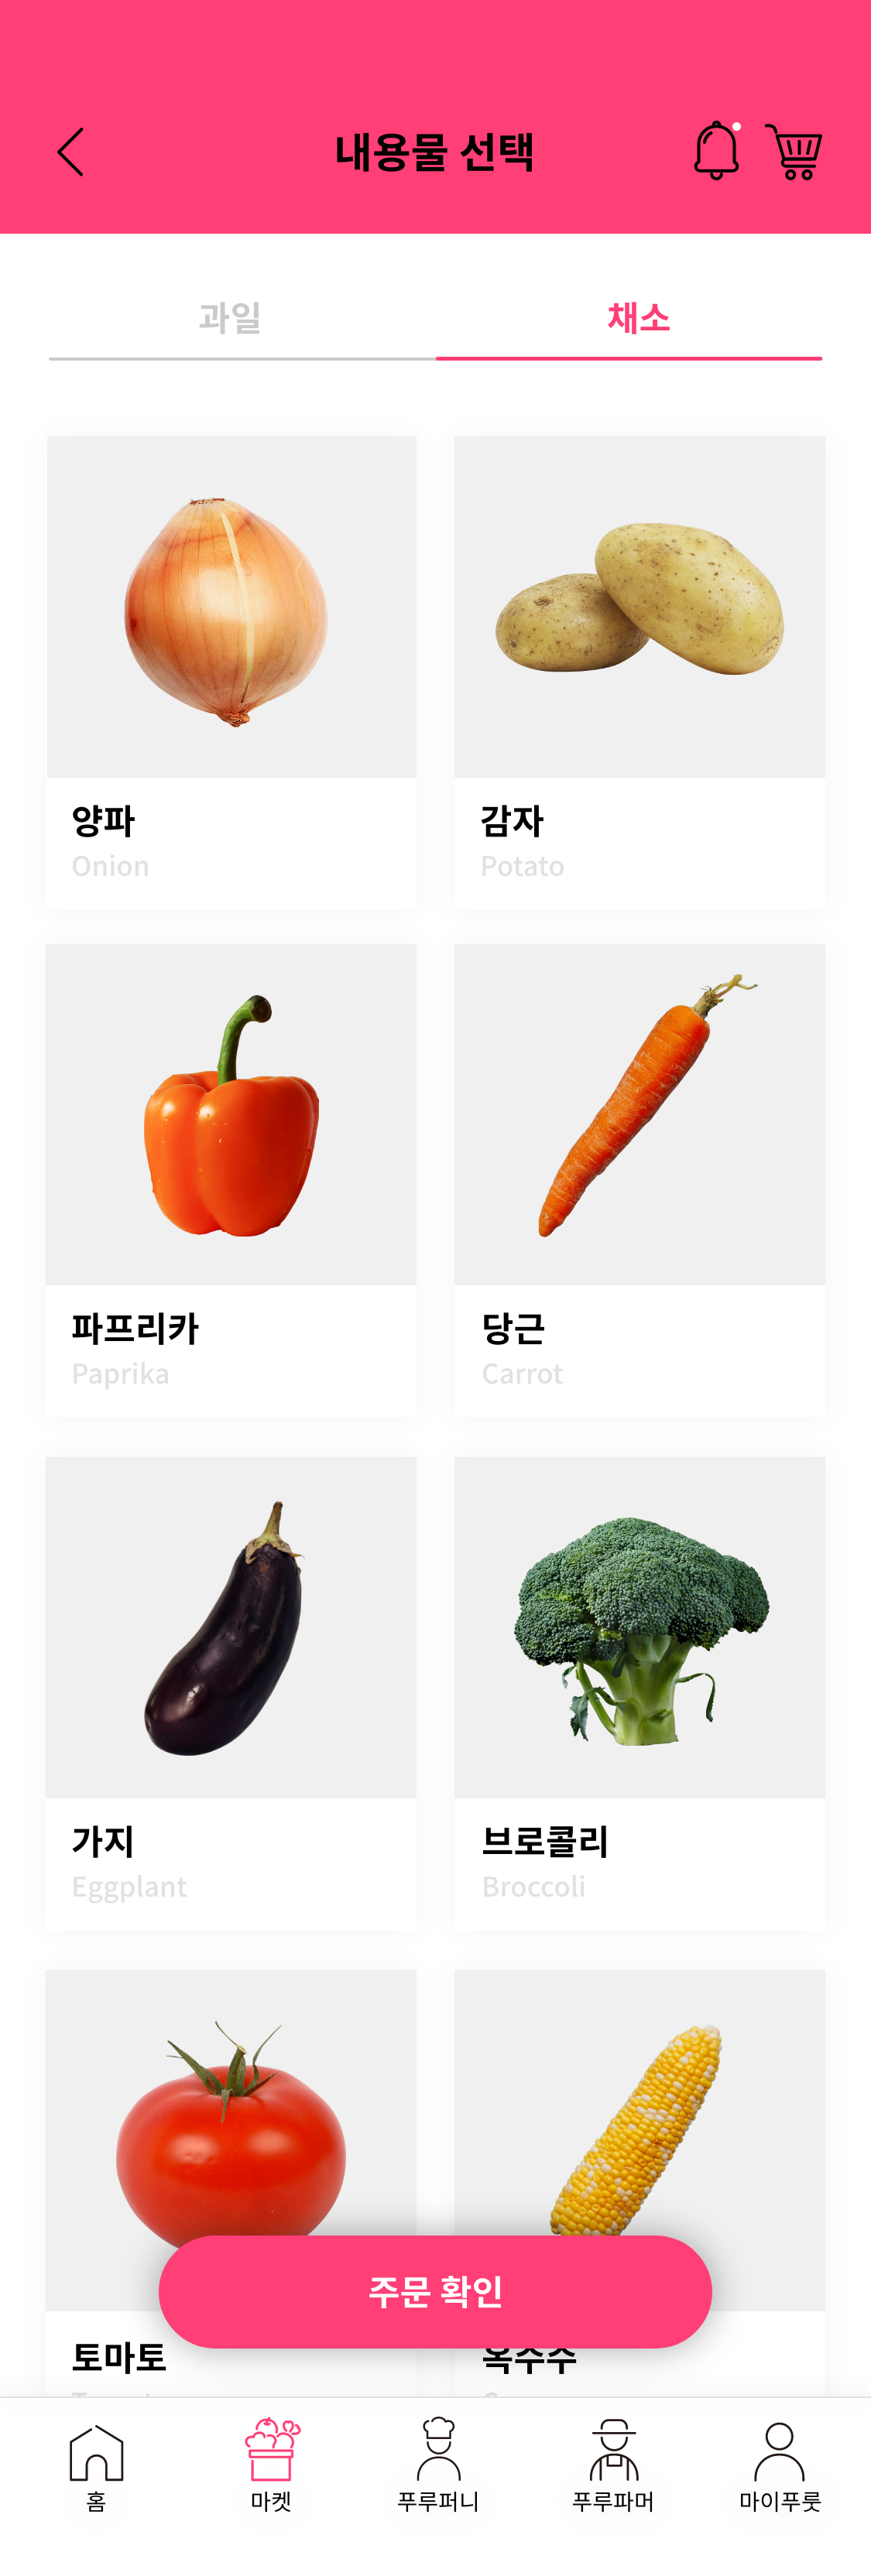 내용물 선택
과일
채소
양파
Onion
감자
Potato
파프리카
Paprika
당근
Carrot
가지
Eggplant
브로콜리
Broccoli
주문 확인
토마토
옥수수
홈
마켓
푸루퍼니
푸루파머
마이푸룻